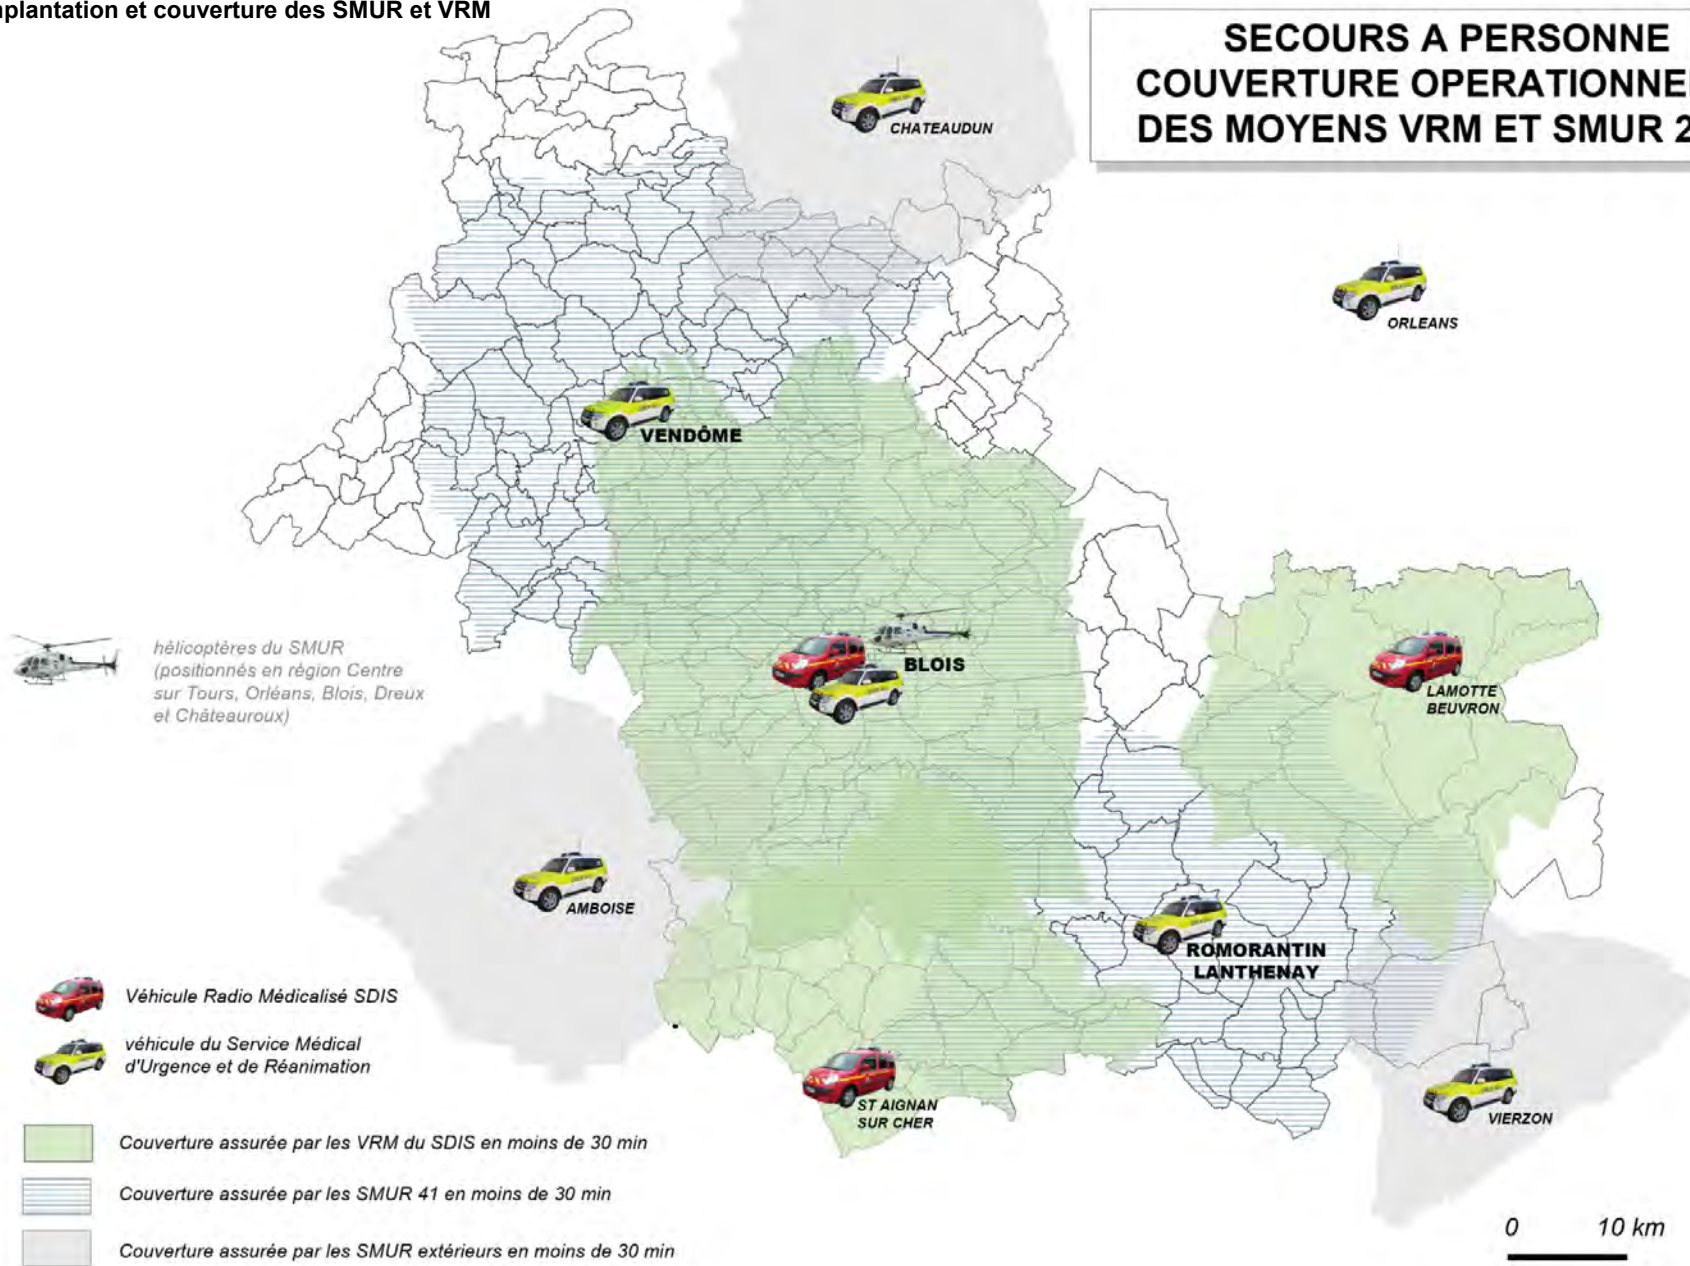 nplantation et couverture des SMUR et VRM
SECOURS A PERSONNE
COUVERTURE OPERATIONNE
DES MOYENS VRM ET SMUR 2
CHATEAUDUN
ORLEANS
VENDÔME
hélicoptères du SMUR
(positionnés en région Centre
sur Tours, Orléans, Blois, Dreux
et Châteauroux)
BLOIS
LAMOTTE
BEUVRON
AMBOISE
ROMORANTIN
LANTHENAY
Véhicule Radio Médicalisé SDIS
véhicule du Service Médical
d'Urgence et de Réanimation
ST AIGNAN
SUR CHER
VIERZON
Couverture assurée par les VRM du SDIS en moins de 30 min
Couverture assurée par les SMUR 41 en moins de 30 min
Couverture assurée par les SMUR extérieurs en moins de 30 min
0 10 km